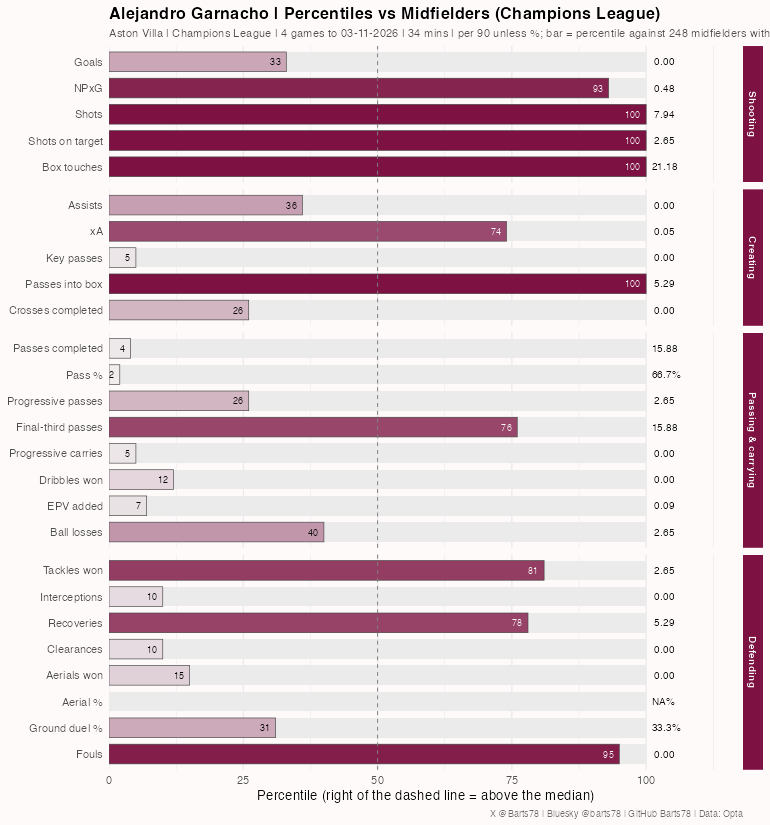 Alejandro Garnacho | Percentiles vs Midfielders (Champions League)
Aston Villa | Champions League | 4 games to 03-11-2026 | 34 mins | per 90 unless %; bar = percentile against 248 midfielders with
Goals 33 0.00
NPxG 93 0.48
Shots 100 7.94
Shots on target 100 2.65
Box touches 100 21.18
Shooting
Assists 36 0.00
xA 74 0.05
Key passes 5 0.00
Passes into box 100 5.29
Crosses completed 26 0.00
Creating
Passes completed 4 15.88
Pass % 2 66.7%
Progressive passes 26 2.65
Final-third passes 76 15.88
Progressive carries 5 0.00
Dribbles won 12 0.00
EPV added 7 0.09
Ball losses 40 2.65
Passing & carrying
Tackles won 81 2.65
Interceptions 10 0.00
Recoveries 78 5.29
Clearances 10 0.00
Aerials won 15 0.00
Aerial % NA%
Ground duel % 31 33.3%
Fouls 95 0.00
Defending
0 25 50 75 100
Percentile (right of the dashed line = above the median)
X @Barts78 | Bluesky @barts78 | GitHub Barts78 | Data: Opta